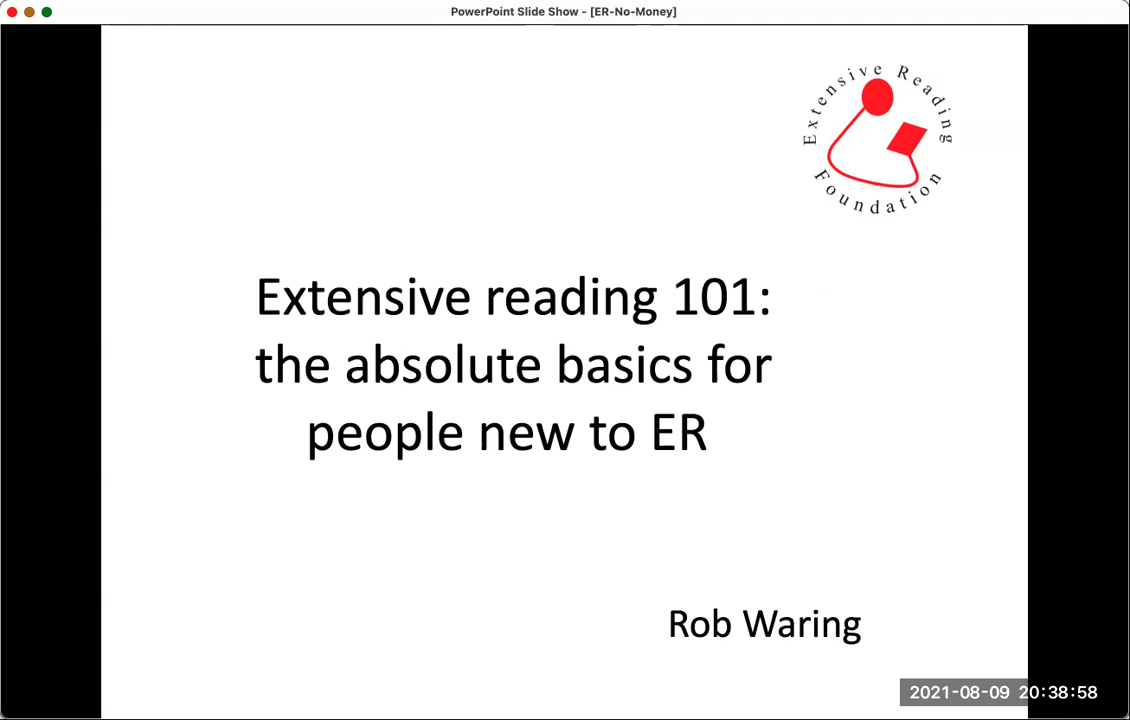 PowerPoint Slide Show - [ER-No-Money]
Extensive Reading
Foundation
Extensive reading 101:
the absolute basics for
people new to ER
Rob Waring
2021-08-09 20:38:58